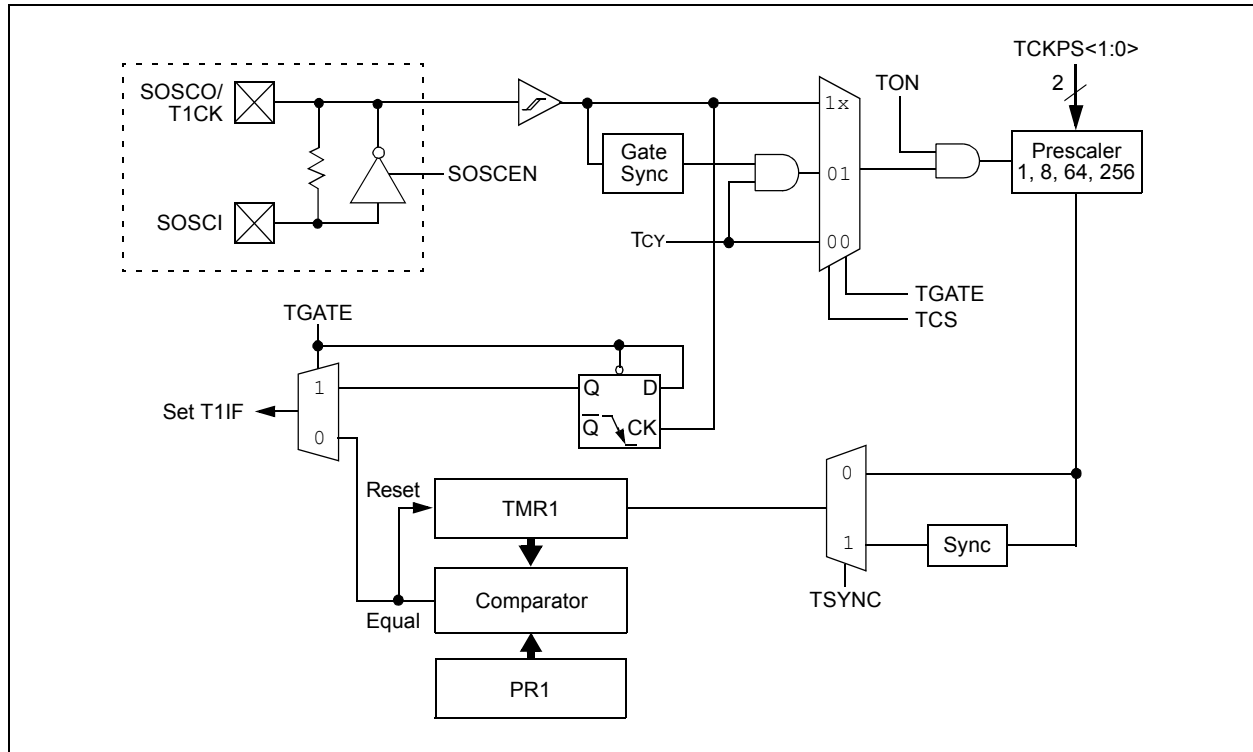 TCKPS<1:0>
SOSCO/
T1CK
TON
2
1x
Prescaler
1, 8, 64, 256
Gate
Sync
SOSCEN
01
SOSCI
TCY
00
TGATE
TCS
TGATE
1
Q
D
Set T1IF
Q
CK
0
Reset
TMR1
0
1
Sync
Comparator
TSYNC
Equal
PR1